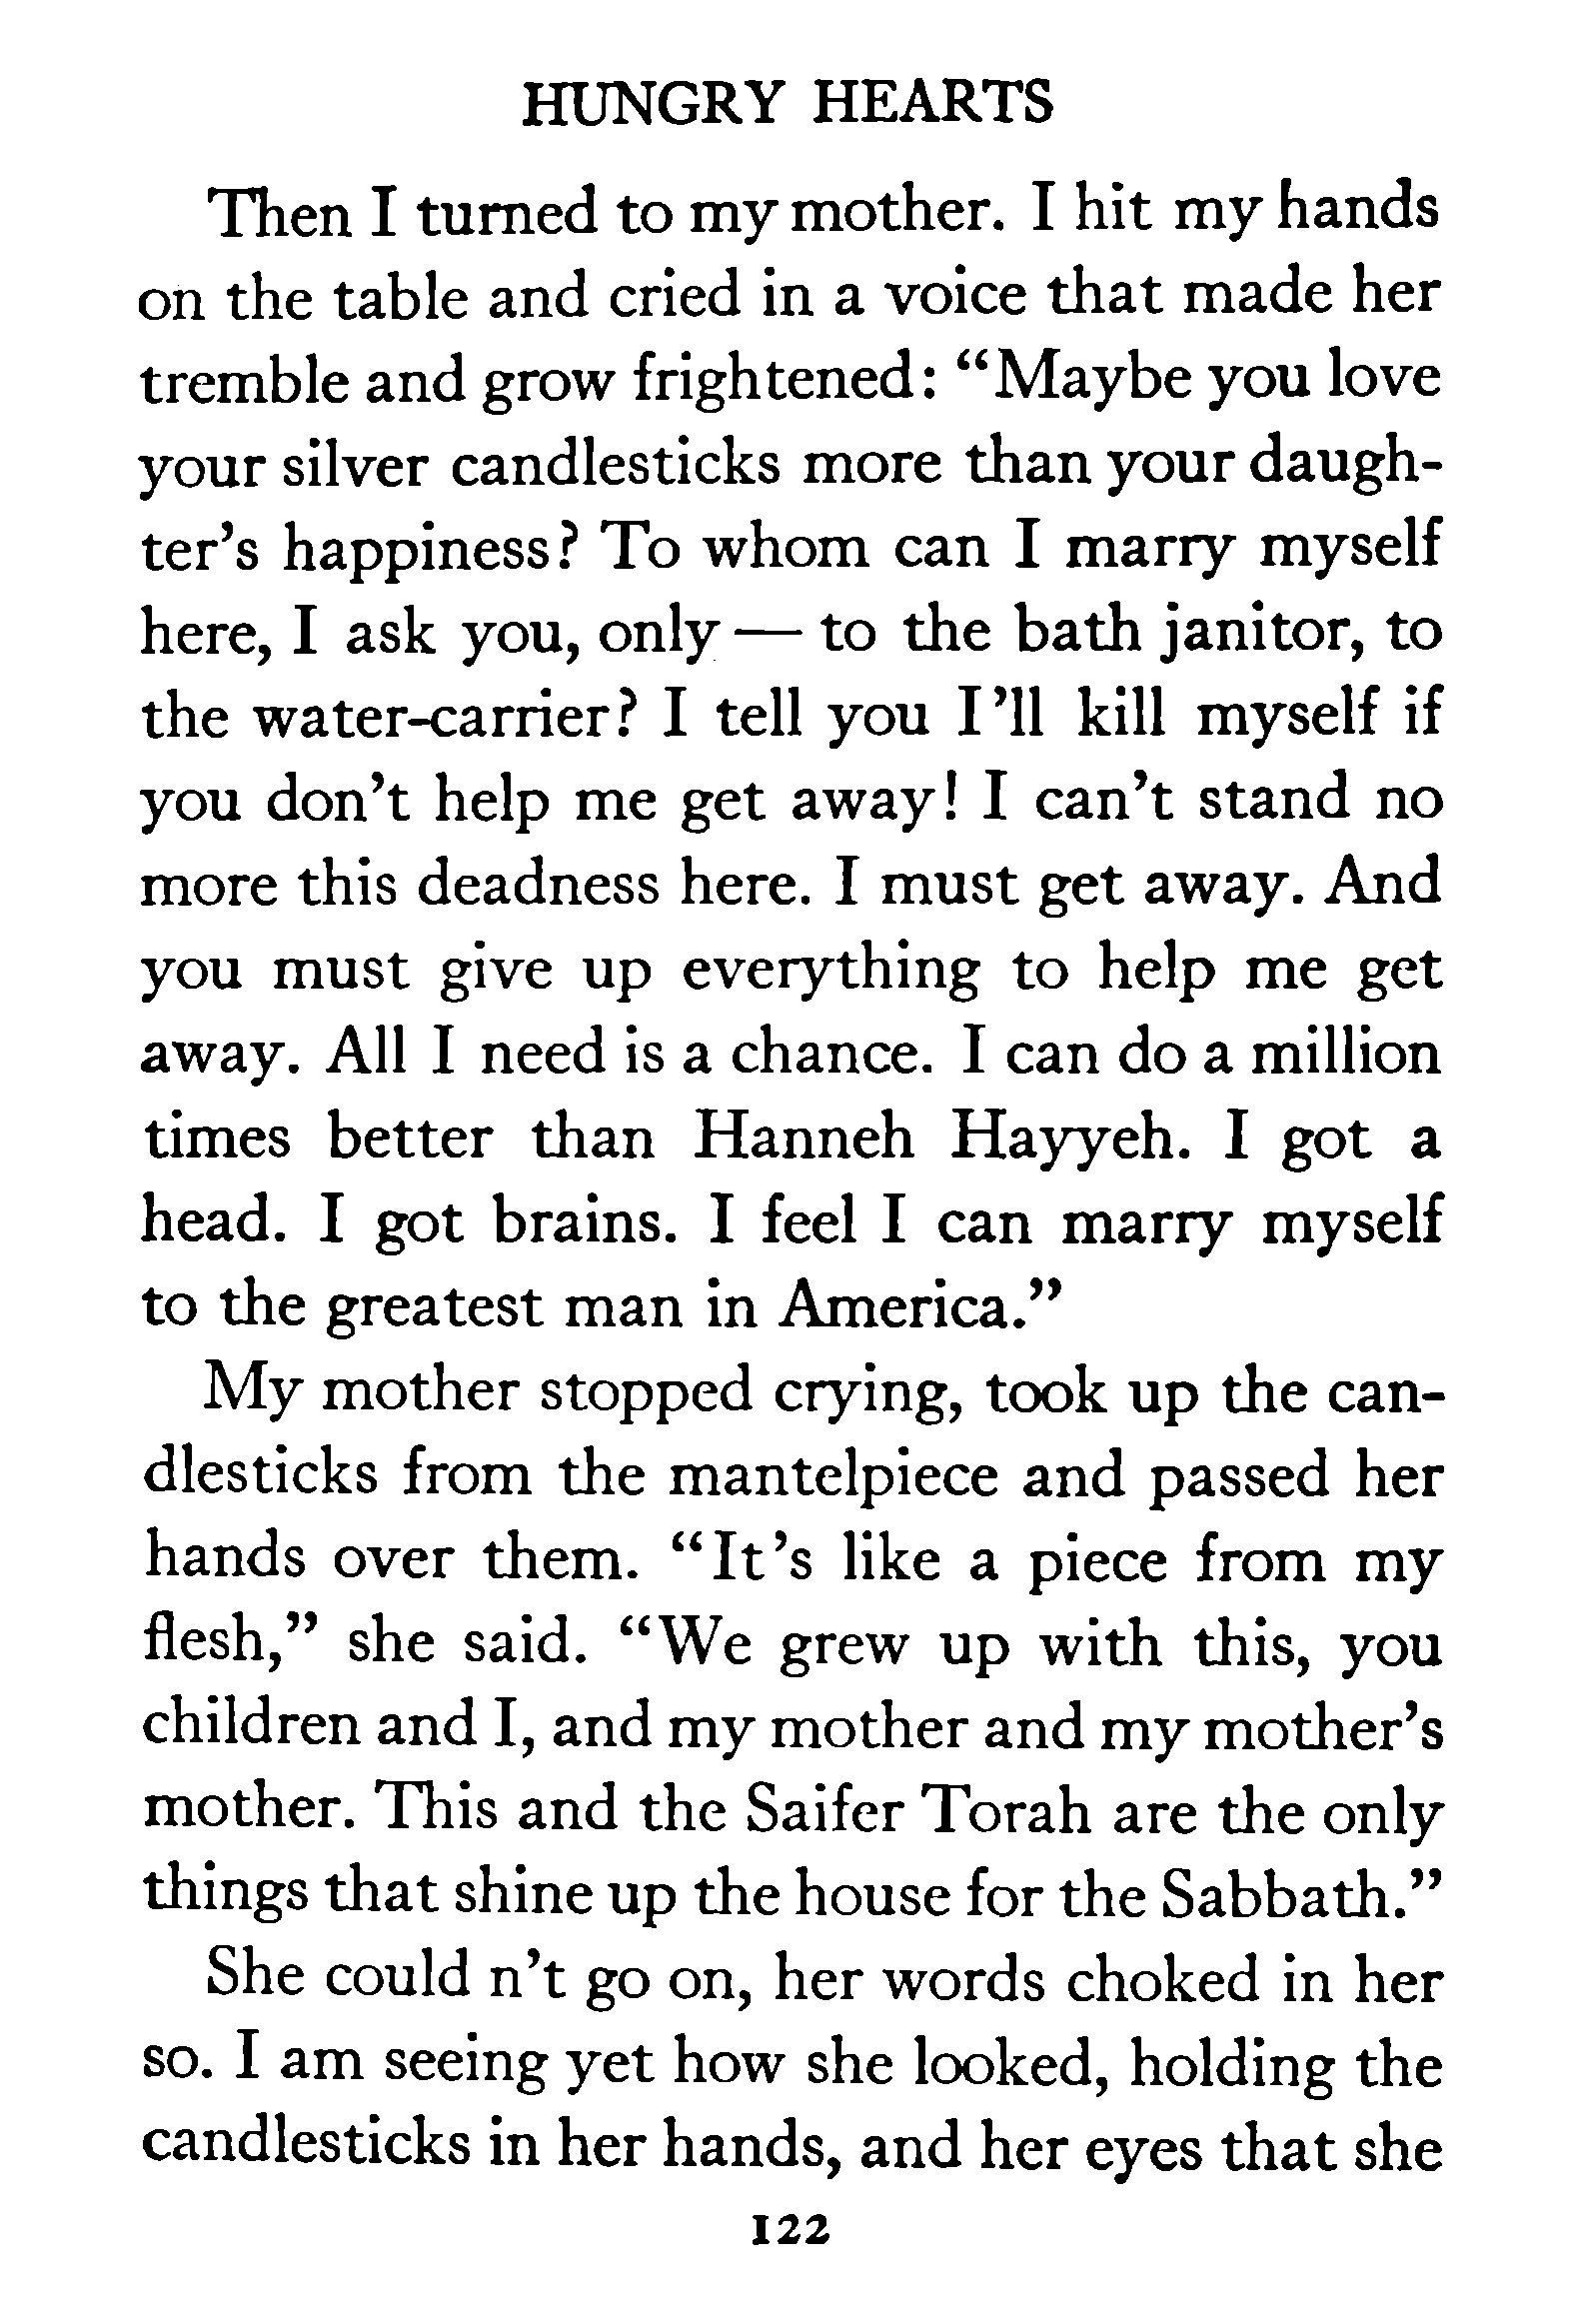 HUNGRY HEARTS
Then I turned to my mother. I hit my hands
on the table and cried in a voice that made her
tremble and grow frightened: “Maybe you love
your silver candlesticks more than your daugh-
ter’s happiness? To whom can I marry myself
here, I ask you, only — to the bath janitor, to
the water-carrier? I tell you I’ll kill myself if
you don’t help me get away! I can’t stand no
more this deadness here. I must get away. And
you must give up everything to help me get
away. All I need is a chance. I can do a million
times better than Hanneh Hayyeh. I got a
head. I got brains. I feel I can marry myself
to the greatest man in America.”
My mother stopped crying, took up the can-
dlesticks from the mantelpiece and passed her
hands over them. “It’s like a piece from my
flesh,” she said. “We grew up with this, you
children and I, and my mother and my mother’s
mother. This and the Saifer Torah are the only
things that shine up the house for the Sabbath.”
She could n’t go on, her words choked in her
so. I am seeing yet how she looked, holding the
candlesticks in her hands, and her eyes that she
122